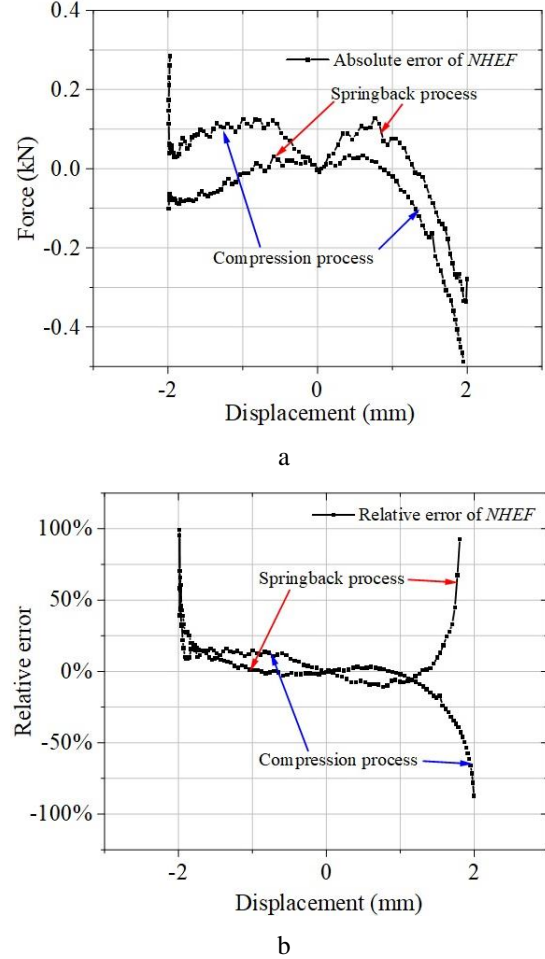 0.4
Absolute error of NHEF
Springback process
0.2
0.0
Force (kN)
-0.2
Compression process
-0.4
-2
0
2
Displacement (mm)
a
100%
Relative error of NHEF
Springback process
50%
0%
Relative error
-50%
Compression process
-100%
-2
0
2
Displacement (mm)
b